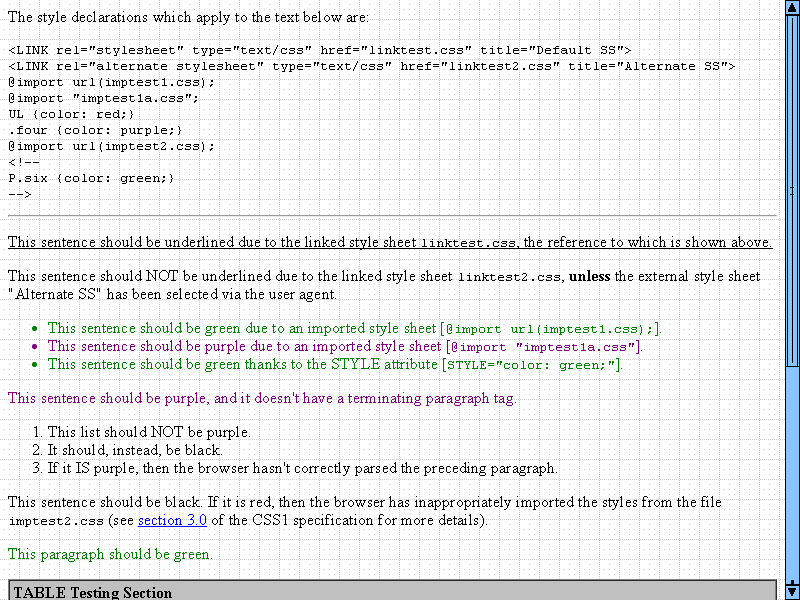 The style declarations which apply to the text below are:
<LINK rel="stylesheet" type="text/css" href="linktest.css" title="Default SS">
<LINK rel="alternate stylesheet" type="text/css" href="linktest2.css" title="Alternate SS">
@import url(imptest1.css);
@import "imptest1a.css";
UL {color: red;}
.four {color: purple;}
@import url(imptest2.css);
<!--
P.six {color: green;}
-->
This sentence should be underlined due to the linked style sheet linktest.css, the reference to which is shown above.
This sentence should NOT be underlined due to the linked style sheet linktest2.css, unless the external style sheet
"Alternate SS" has been selected via the user agent.
• This sentence should be green due to an imported style sheet [@import url(imptest1.css);].
• This sentence should be purple due to an imported style sheet [@import "imptest1a.css"].
• This sentence should be green thanks to the STYLE attribute [STYLE="color: green;"].
This sentence should be purple, and it doesn't have a terminating paragraph tag.
1. This list should NOT be purple.
2. It should, instead, be black.
3. If it IS purple, then the browser hasn't correctly parsed the preceding paragraph.
This sentence should be black. If it is red, then the browser has inappropriately imported the styles from the file
imptest2.css (see section 3.0 of the CSS1 specification for more details).
This paragraph should be green.
TABLE Testing Section